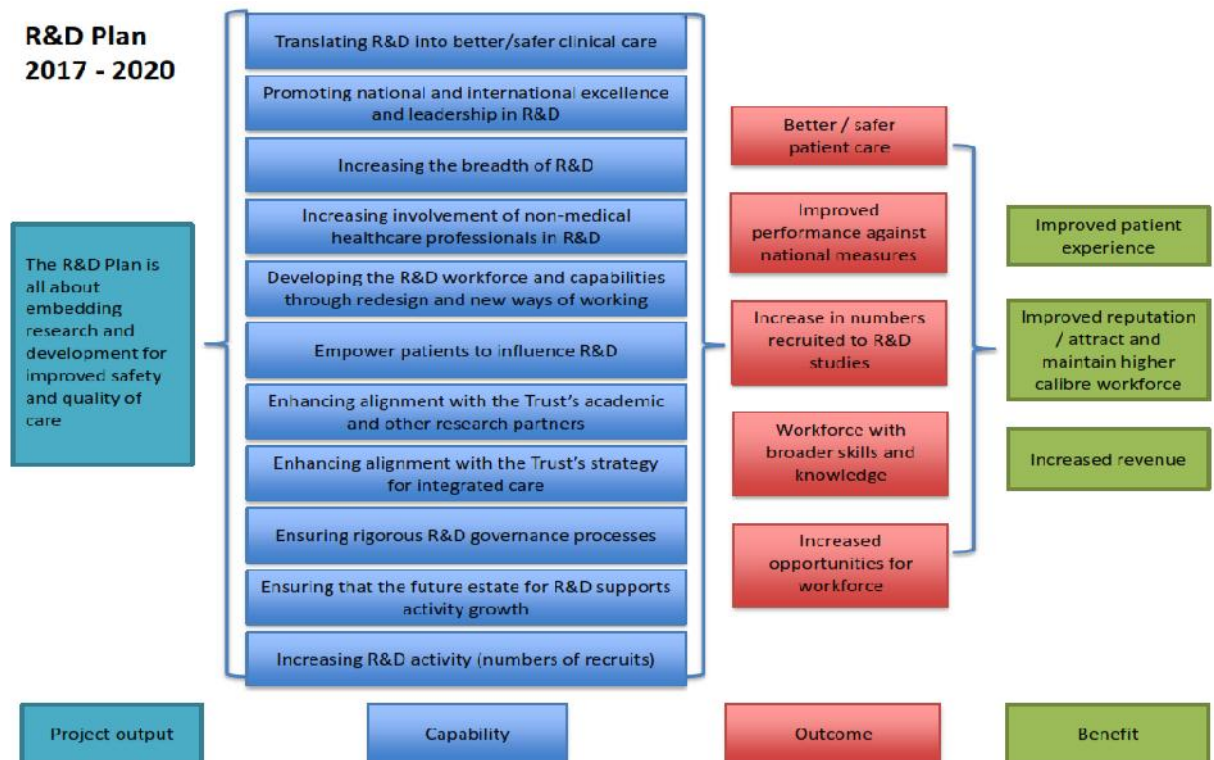 R&D Plan
2017 - 2020
The R&D Plan is
all about
embedding
research and
development for
improved safety
and quality of
care
Translating R&D into better/safer clinical care
Promoting national and international excellence
and leadership in R&D
Increasing the breadth of R&D
Increasing involvement of non-medical
healthcare professionals in R&D
Developing the R&D workforce and capabilities
through redesign and new ways of working
Empower patients to influence R&D
Enhancing alignment with the Trust's academic
and other research partners
Enhancing alignment with the Trust's strategy
for integrated care
Ensuring rigorous R&D governance processes
Ensuring that the future estate for R&D supports
activity growth
Increasing R&D activity (numbers of recruits)
Better / safer
patient care
Improved
performance against
national measures
Increase in numbers
recruited to R&D
studies
Workforce with
broader skills and
knowledge
Increased
opportunities for
workforce
Improved patient
experience
Improved reputation
/ attract and
maintain higher
calibre workforce
Increased revenue
Project output
Capability
Outcome
Benefit